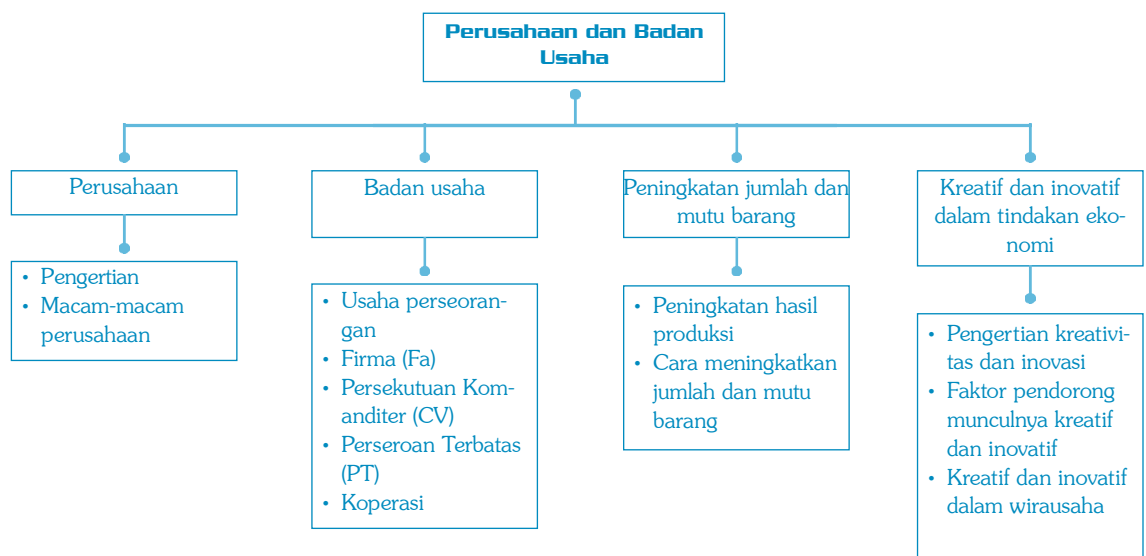 Perusahaan dan Badan
Usaha
Perusahaan
• Pengertian
• Macam-macam
perusahaan
Badan usaha
• Usaha perseoran-
gan
• Firma (Fa)
• Persekutuan Kom-
anditer (CV)
• Perseroan Terbatas
(PT)
• Koperasi
Peningkatan jumlah dan
mutu barang
• Peningkatan hasil
produksi
• Cara meningkatkan
jumlah dan mutu
barang
Kreatif dan inovatif
dalam tindakan eko-
nomi
• Pengertian kreativi-
tas dan inovasi
• Faktor pendorong
munculnya kreatif
dan inovatif
• Kreatif dan inovatif
dalam wirausaha